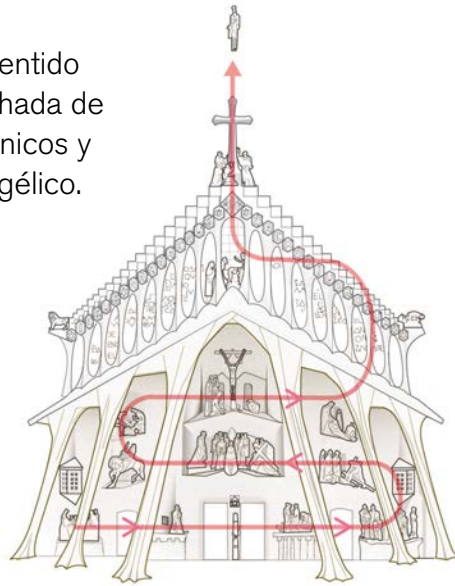 entido
hada de
nicos y
gélico.